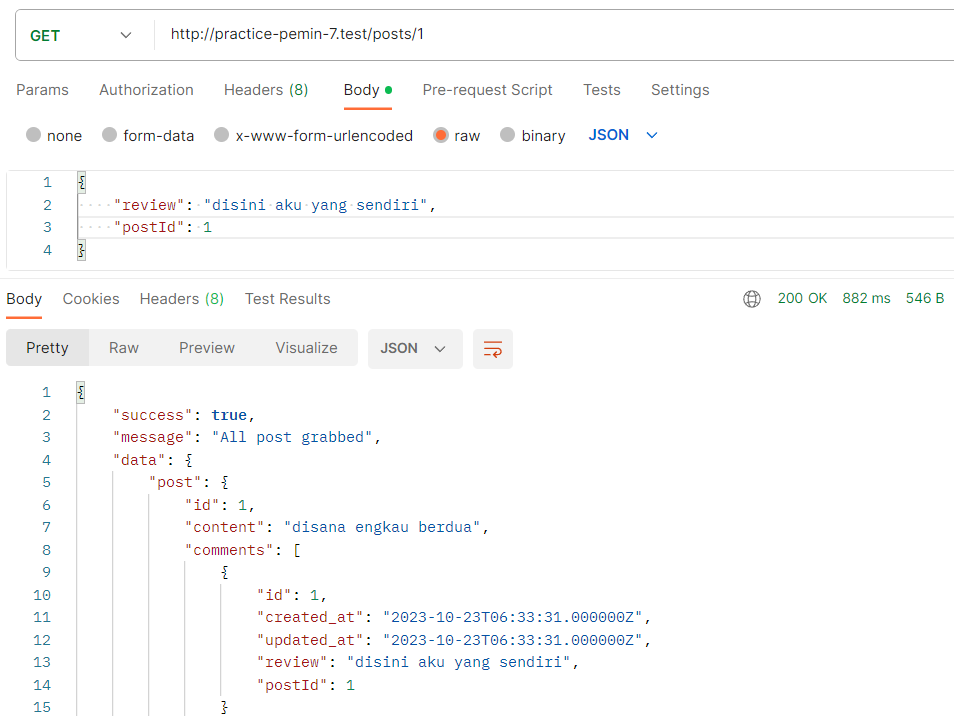 GET http://practice-pemin-7.test/posts/1
Params Authorization Headers (8) Body Pre-request Script Tests Settings
none form-data x-www-form-urlencoded raw binary JSON
1 {
2 ····"review":·"disini·aku·yang·sendiri",
3 ····"postId":·1
4 }
Body Cookies Headers (8) Test Results 200 OK 882 ms 546 B
Pretty Raw Preview Visualize JSON
1 {
2 "success": true,
3 "message": "All post grabbed",
4 "data": {
5 "post": {
6 "id": 1,
7 "content": "disana engkau berdua",
8 "comments": [
9 {
10 "id": 1,
11 "created_at": "2023-10-23T06:33:31.000000Z",
12 "updated_at": "2023-10-23T06:33:31.000000Z",
13 "review": "disini aku yang sendiri",
14 "postId": 1
15 }